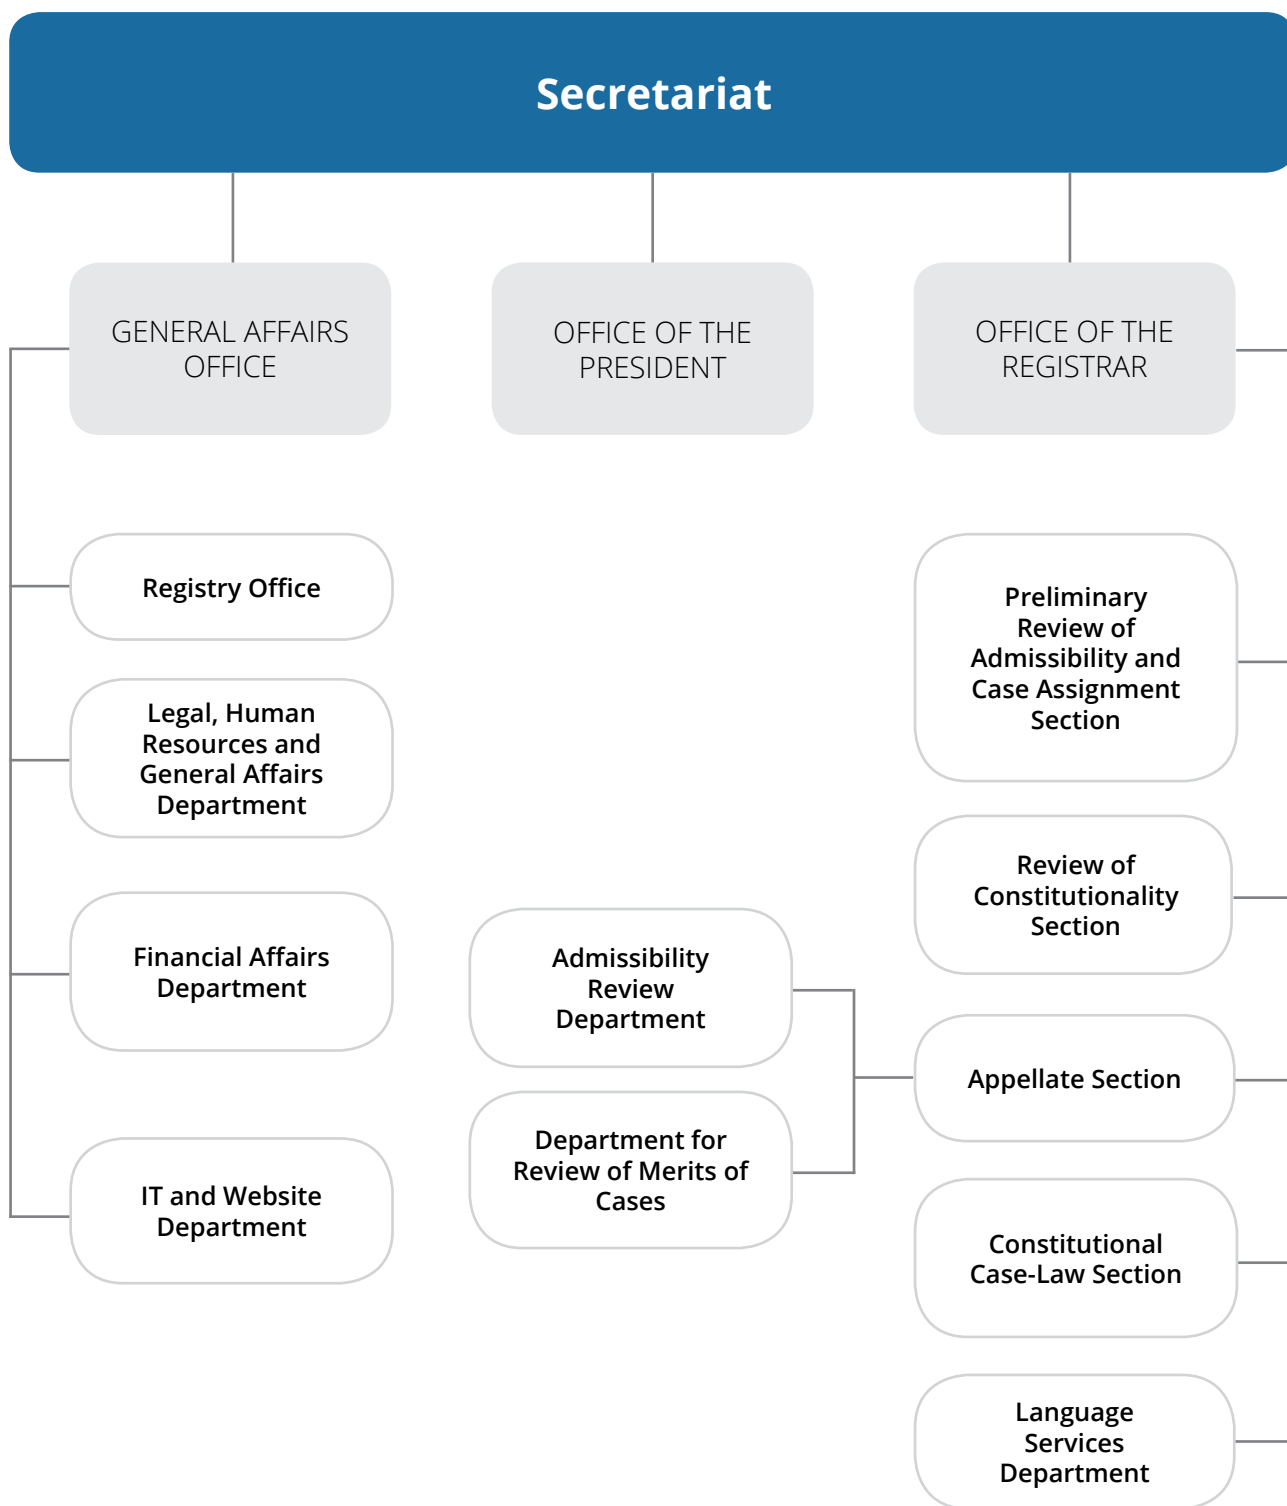 Secretariat
GENERAL AFFAIRS
OFFICE
OFFICE OF THE
PRESIDENT
OFFICE OF THE
REGISTRAR
Registry Office
Legal, Human
Resources and
General Affairs
Department
Financial Affairs
Department
IT and Website
Department
Admissibility
Review
Department
Department for
Review of Merits of
Cases
Preliminary
Review of
Admissibility and
Case Assignment
Section
Review of
Constitutionality
Section
Appellate Section
Constitutional
Case-Law Section
Language
Services
Department